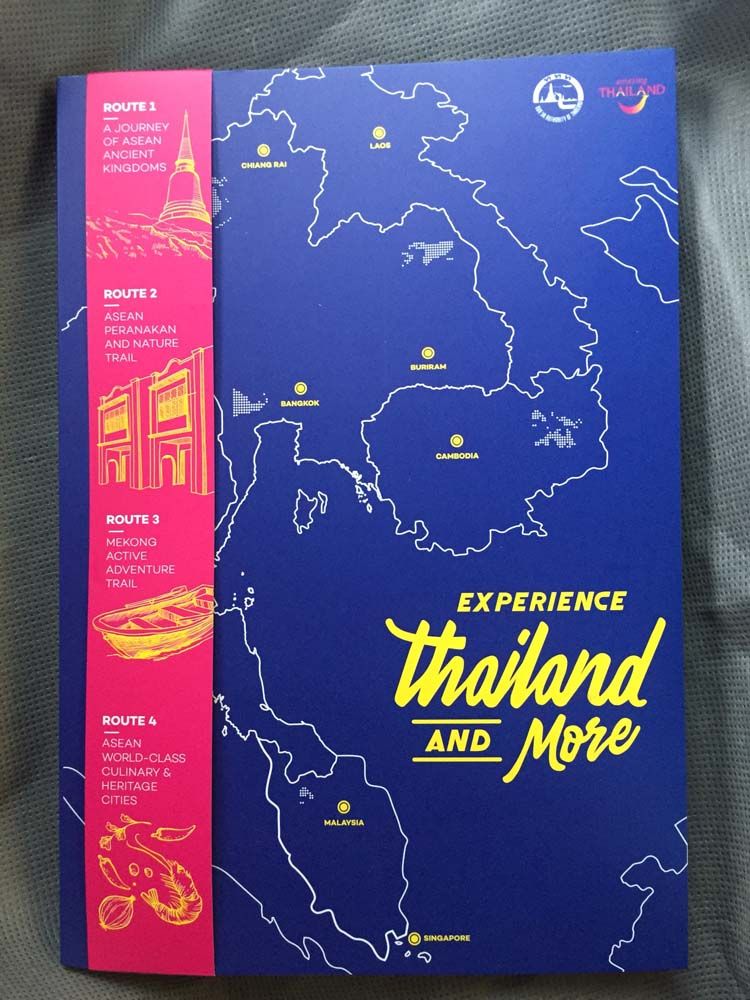 ROUTE 1
A JOURNEY
OF ASEAN
ANCIENT
KINGDOMS
ROUTE 2
ASEAN
PERANAKAN
AND NATURE
TRAIL
ROUTE 3
MEKONG
ACTIVE
ADVENTURE
TRAIL
ROUTE 4
ASEAN
WORLD-CLASS
CULINARY &
HERITAGE
CITIES
amazing
THAILAND
CHIANG RAI
LAOS
BURIRAM
BANGKOK
CAMBODIA
EXPERIENCE
Thailand
AND More
MALAYSIA
SINGAPORE